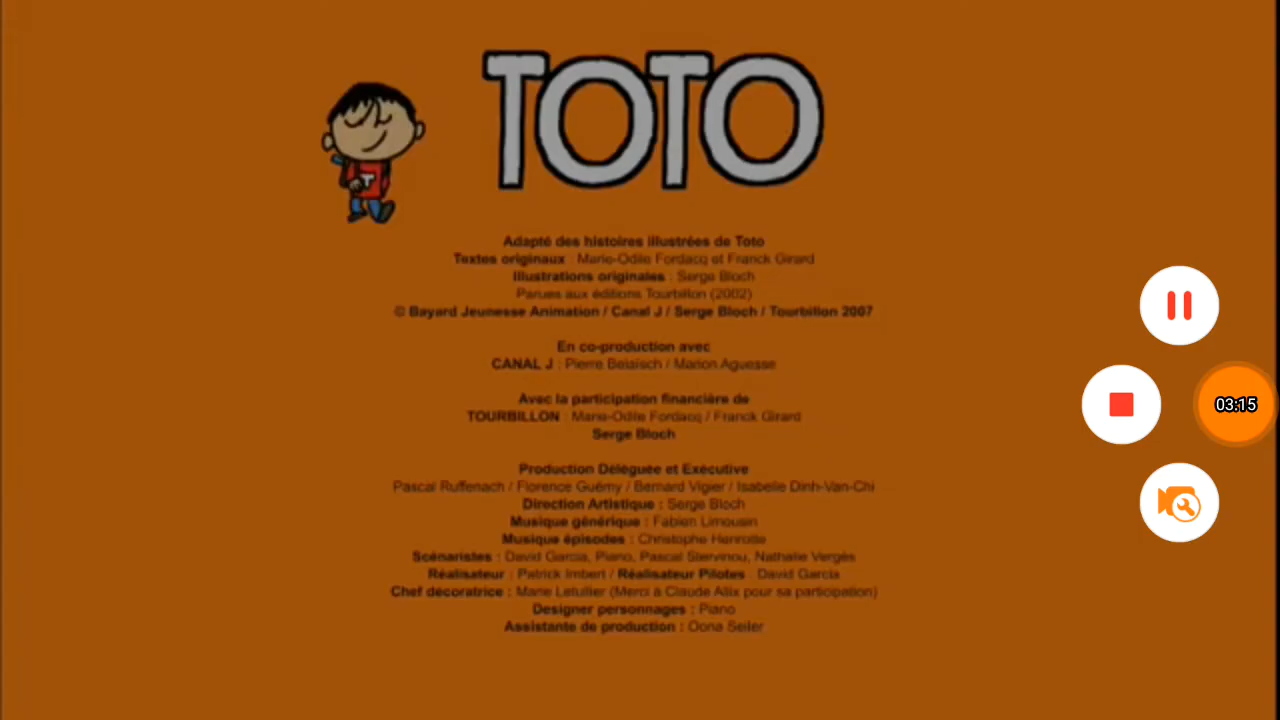 TOTO
T
Adapté des histoires illustrées de Toto
Textes originaux : Marie-Odile Fordacq et Franck Girard
Illustrations originales : Serge Bloch
Parues aux éditions Tourbillon (2002)
© Bayard Jeunesse Animation / Canal J / Serge Bloch / Tourbillon 2007
En co-production avec
CANAL J : Pierre Belaïsch / Marion Aguesse
Avec la participation financière de
TOURBILLON : Marie-Odile Fordacq / Franck Girard
Serge Bloch
Production Déléguée et Exécutive
Pascal Ruffenach / Florence Guémy / Bernard Vigier / Isabelle Dinh-Van-Chi
Direction Artistique : Serge Bloch
Musique générique : Fabien Limousin
Musique épisodes : Christophe Henrotte
Scénaristes : David Garcia, Piano, Pascal Stervinou, Nathalie Vergès
Réalisateur : Patrick Imbert / Réalisateur Pilotes : David Garcia
Chef décoratrice : Marie Letullier (Merci à Claude Allix pour sa participation)
Designer personnages : Piano
Assistante de production : Oona Seiler
03:15